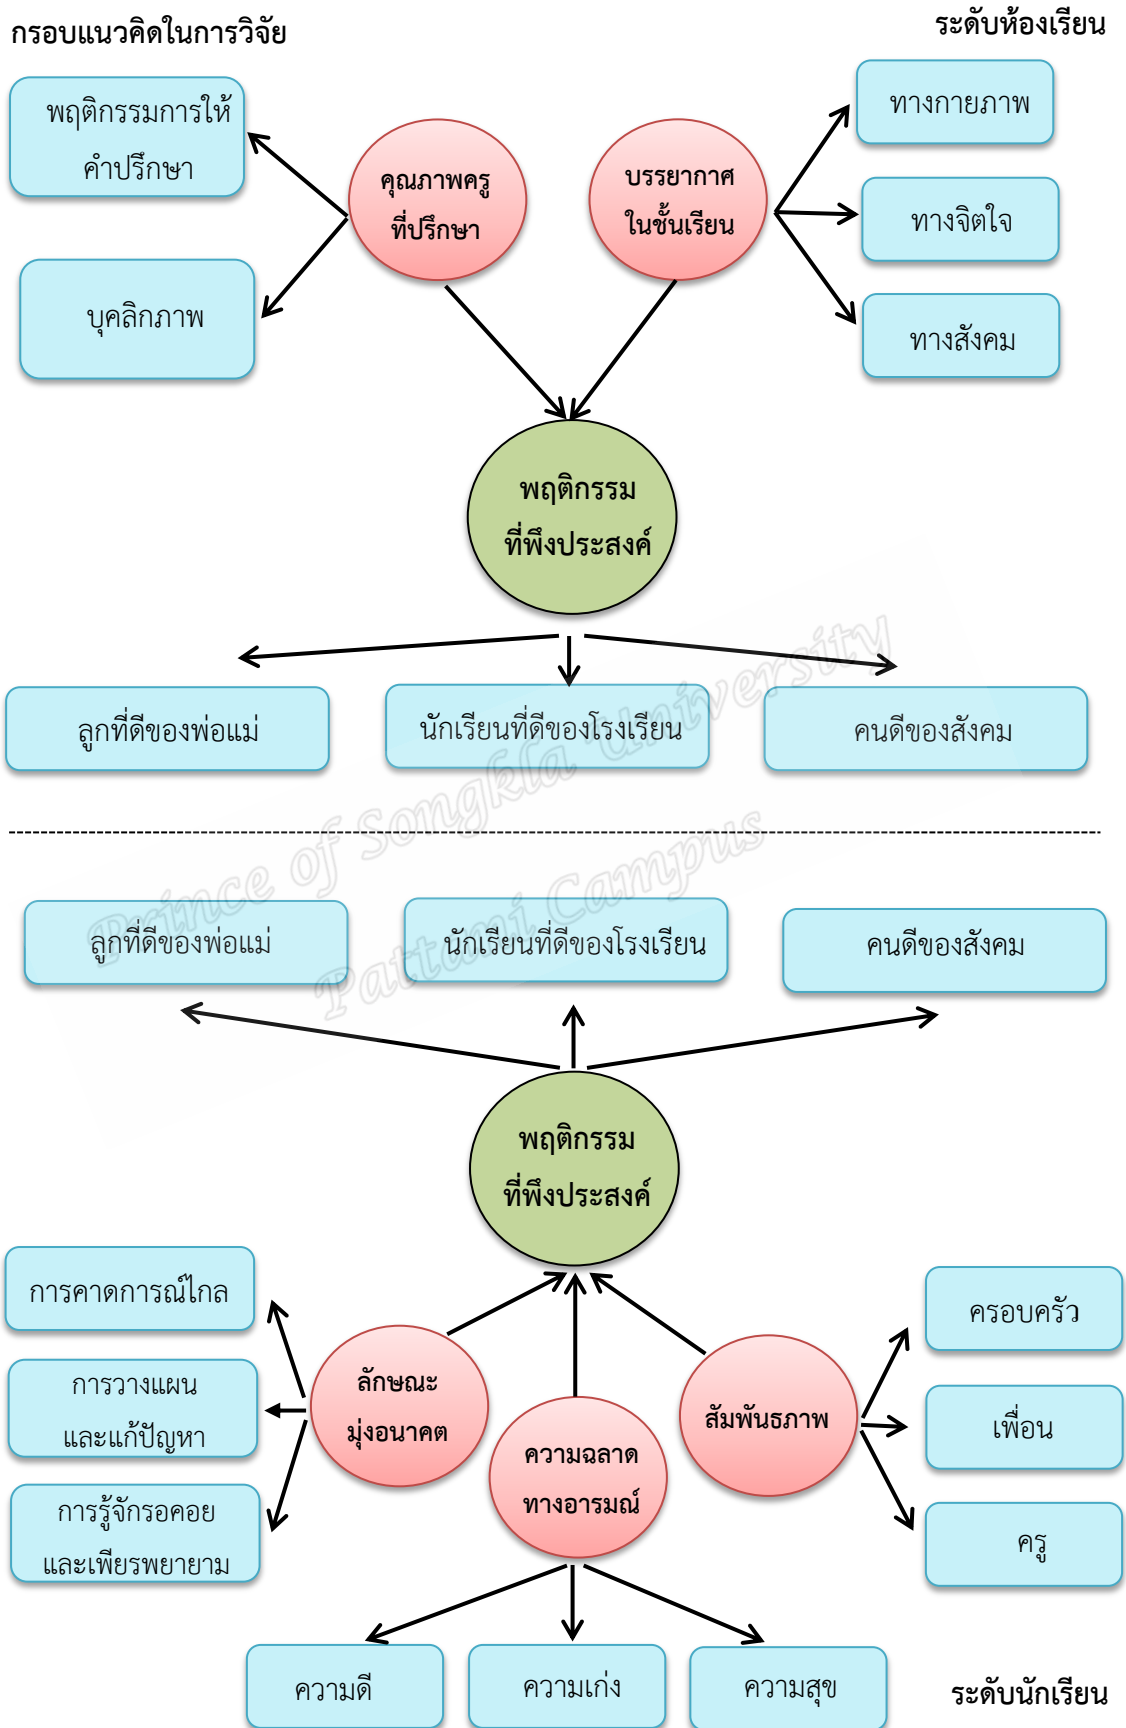 กรอบแนวคิดในการวิจัย
ระดับห้องเรียน
พฤติกรรมการให้
คำปรึกษา
บุคลิกภาพ
คุณภาพครู
ที่ปรึกษา
บรรยากาศ
ในชั้นเรียน
ทางกายภาพ
ทางจิตใจ
ทางสังคม
พฤติกรรม
ที่พึงประสงค์
ลูกที่ดีของพ่อแม่
นักเรียนที่ดีของโรงเรียน
คนดีของสังคม
Prince of Songkla University
Pattani Campus
ลูกที่ดีของพ่อแม่
นักเรียนที่ดีของโรงเรียน
คนดีของสังคม
พฤติกรรม
ที่พึงประสงค์
การคาดการณ์ไกล
การวางแผน
และแก้ปัญหา
การรู้จักรอคอย
และเพียรพยายาม
ลักษณะ
มุ่งอนาคต
ความฉลาด
ทางอารมณ์
สัมพันธภาพ
ครอบครัว
เพื่อน
ครู
ความดี
ความเก่ง
ความสุข
ระดับนักเรียน